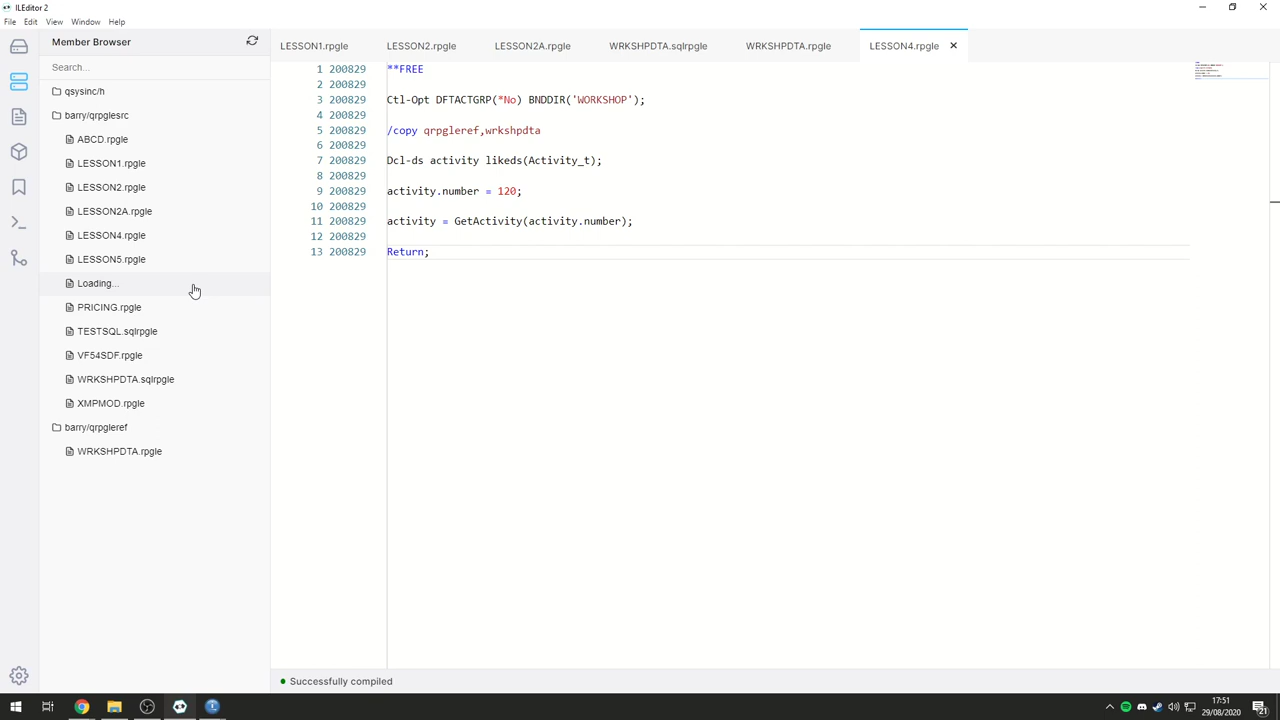 ILEditor 2
File Edit View Window Help
Member Browser
LESSON1.rpgle LESSON2.rpgle LESSON2A.rpgle WRKSHPDTA.sqlrpgle WRKSHPDTA.rpgle LESSON4.rpgle
Search...
qsysinc/h
barry/qrpglesrc
ABCD.rpgle
LESSON1.rpgle
LESSON2.rpgle
LESSON2A.rpgle
LESSON4.rpgle
LESSON5.rpgle
Loading...
PRICING.rpgle
TESTSQL.sqlrpgle
VF54SDF.rpgle
WRKSHPDTA.sqlrpgle
XMPMOD.rpgle
barry/qrpgleref
WRKSHPDTA.rpgle
1 200829 **FREE
2 200829
3 200829 Ctl-Opt DFTACTGRP(*No) BNDDIR('WORKSHOP');
4 200829
5 200829 /copy qrpgleref,wrkshpdta
6 200829
7 200829 Dcl-ds activity likeds(Activity_t);
8 200829
9 200829 activity.number = 120;
10 200829
11 200829 activity = GetActivity(activity.number);
12 200829
13 200829 Return;
Successfully compiled
17:51
29/08/2020
21